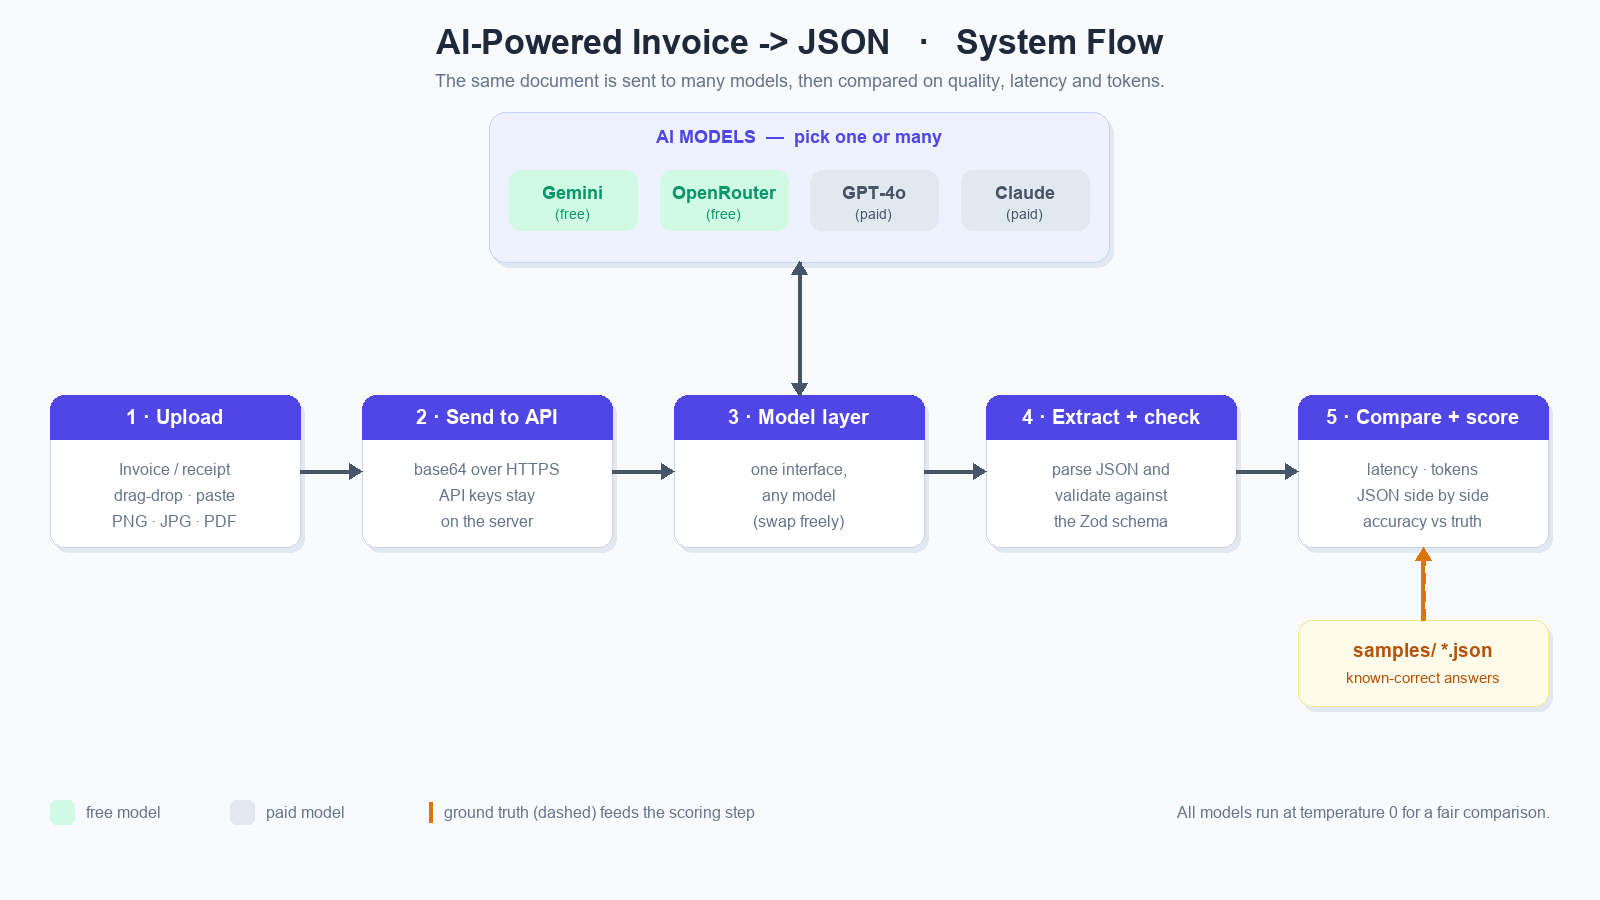 AI-Powered Invoice -> JSON · System Flow
The same document is sent to many models, then compared on quality, latency and tokens.
AI MODELS — pick one or many
Gemini
(free)
OpenRouter
(free)
GPT-4o
(paid)
Claude
(paid)
1 · Upload
Invoice / receipt
drag-drop · paste
PNG · JPG · PDF
2 · Send to API
base64 over HTTPS
API keys stay
on the server
3 · Model layer
one interface,
any model
(swap freely)
4 · Extract + check
parse JSON and
validate against
the Zod schema
5 · Compare + score
latency · tokens
JSON side by side
accuracy vs truth
samples/ *.json
known-correct answers
free model
paid model
ground truth (dashed) feeds the scoring step
All models run at temperature 0 for a fair comparison.